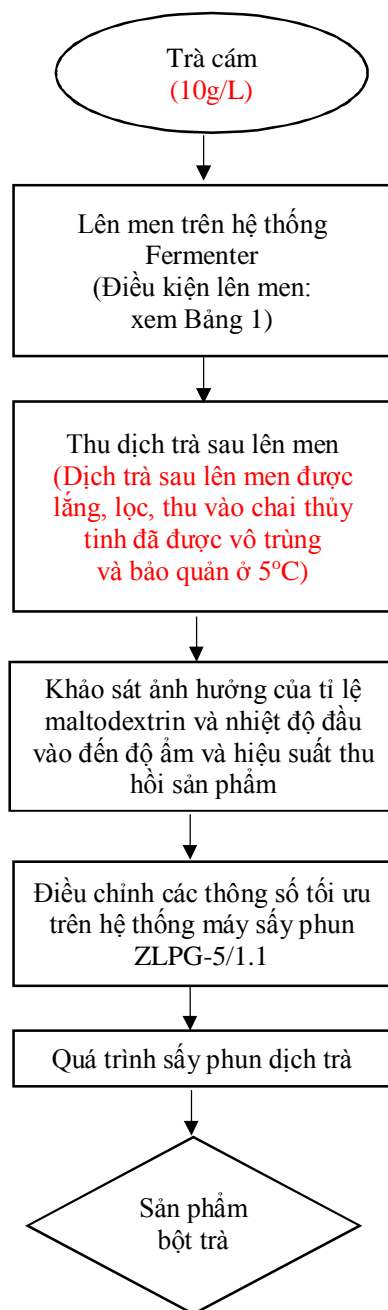 Trà cám
(10g/L)
Lên men trên hệ thống
Fermenter
(Điều kiện lên men:
xem Bảng 1)
Thu dịch trà sau lên men
(Dịch trà sau lên men được
lắng, lọc, thu vào chai thủy
tinh đã được vô trùng
và bảo quản ở 5ºC)
Khảo sát ảnh hưởng của tỉ lệ
maltodextrin và nhiệt độ đầu
vào đến độ ẩm và hiệu suất thu
hồi sản phẩm
Điều chỉnh các thông số tối ưu
trên hệ thống máy sấy phun
ZLPG-5/1.1
Quá trình sấy phun dịch trà
Sản phẩm
bột trà